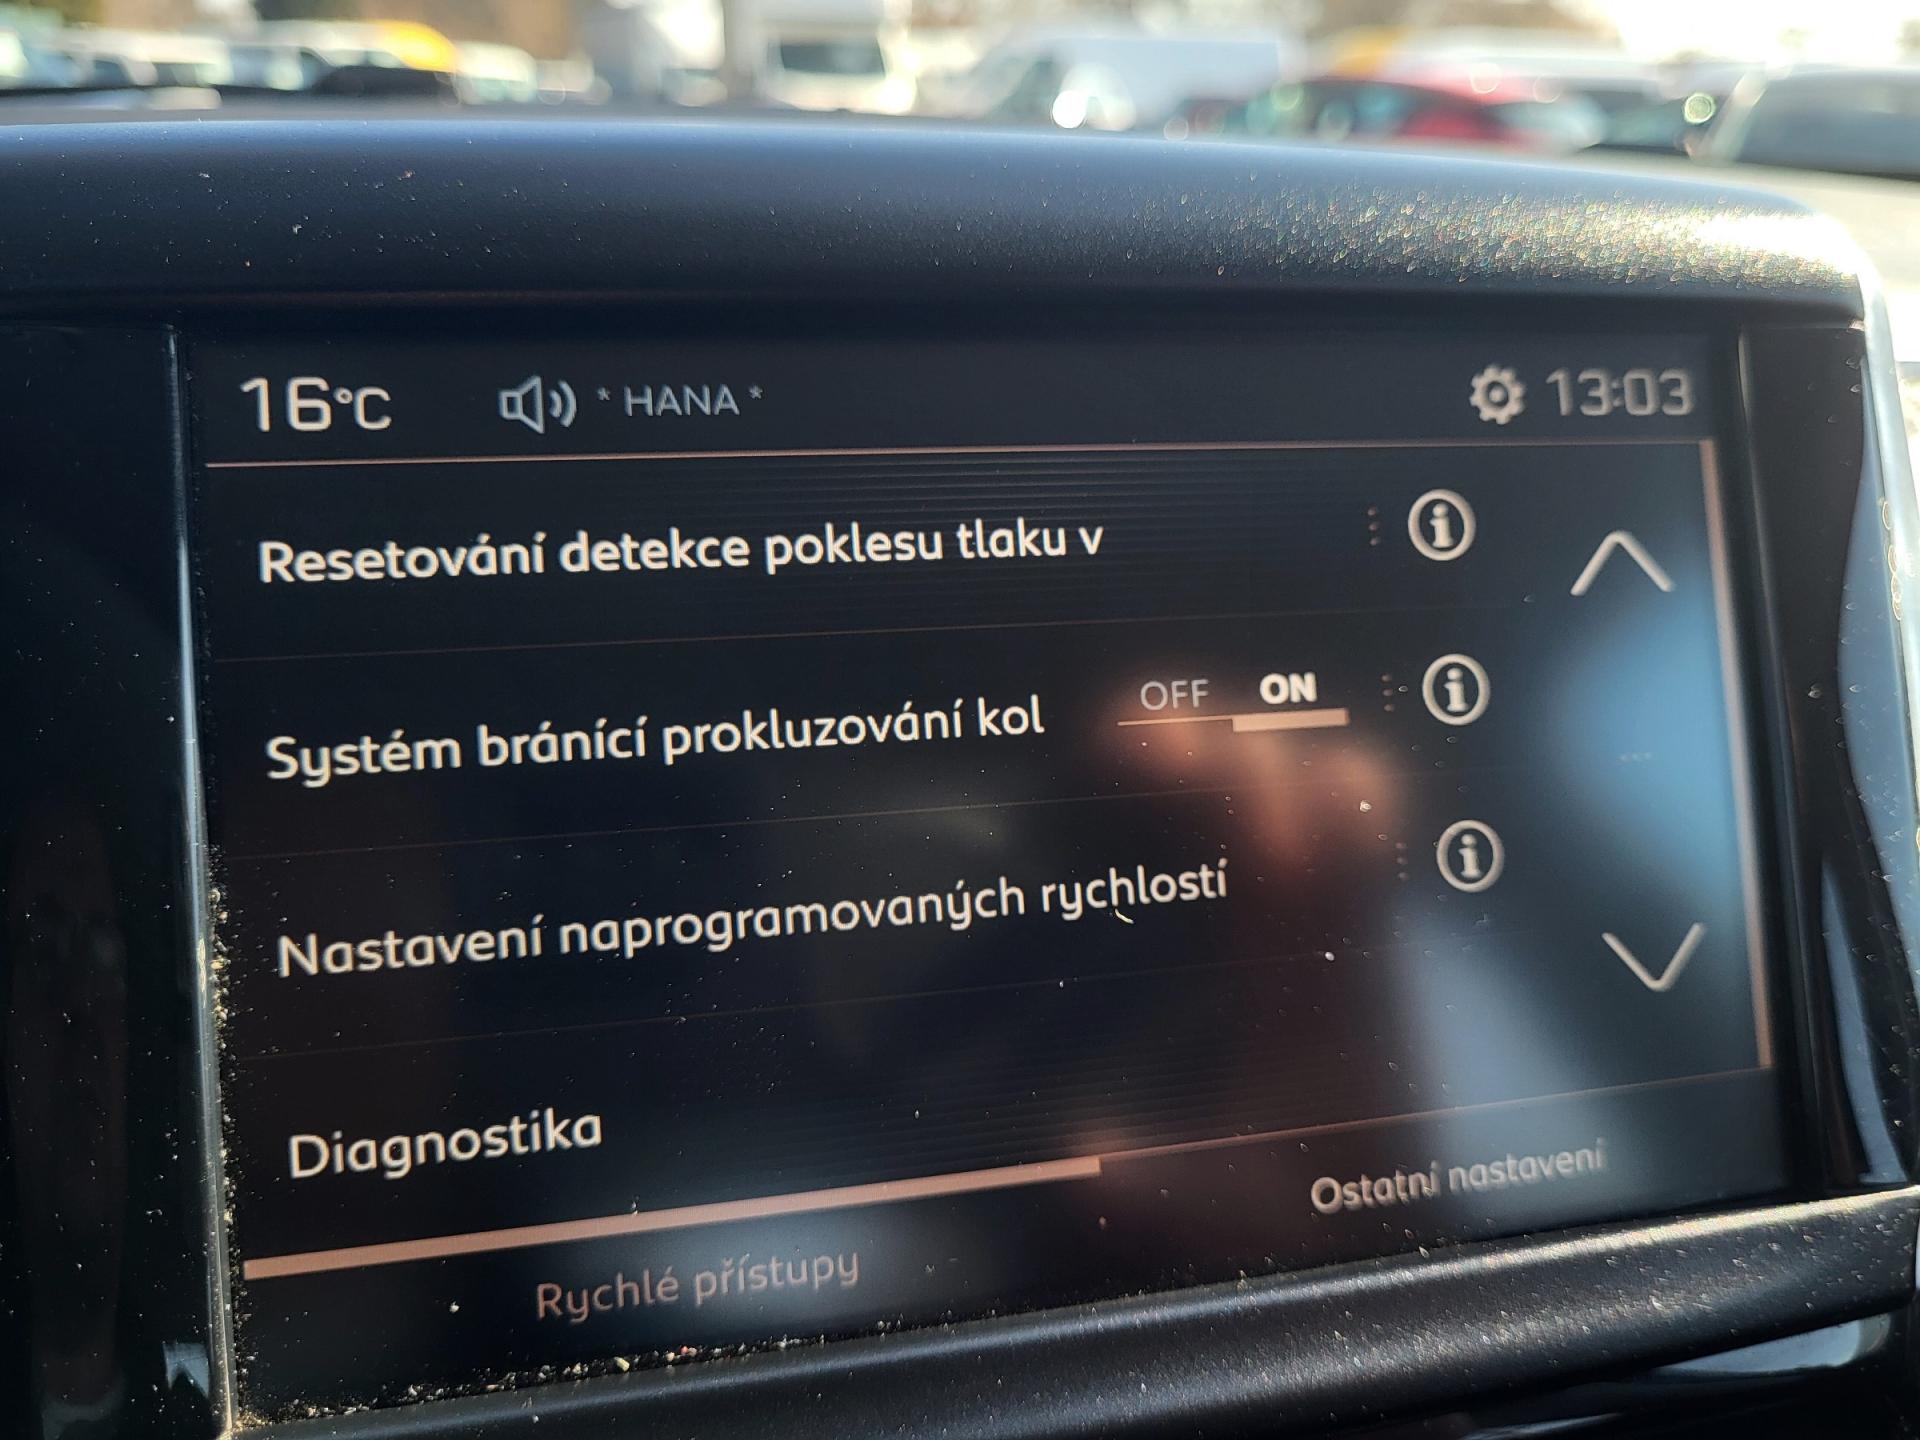 16°C * HANA * 13:03
Resetování detekce poklesu tlaku v
Systém bránící prokluzování kol OFF ON
Nastavení naprogramovaných rychlostí
Diagnostika
Rychlé přístupy Ostatní nastavení